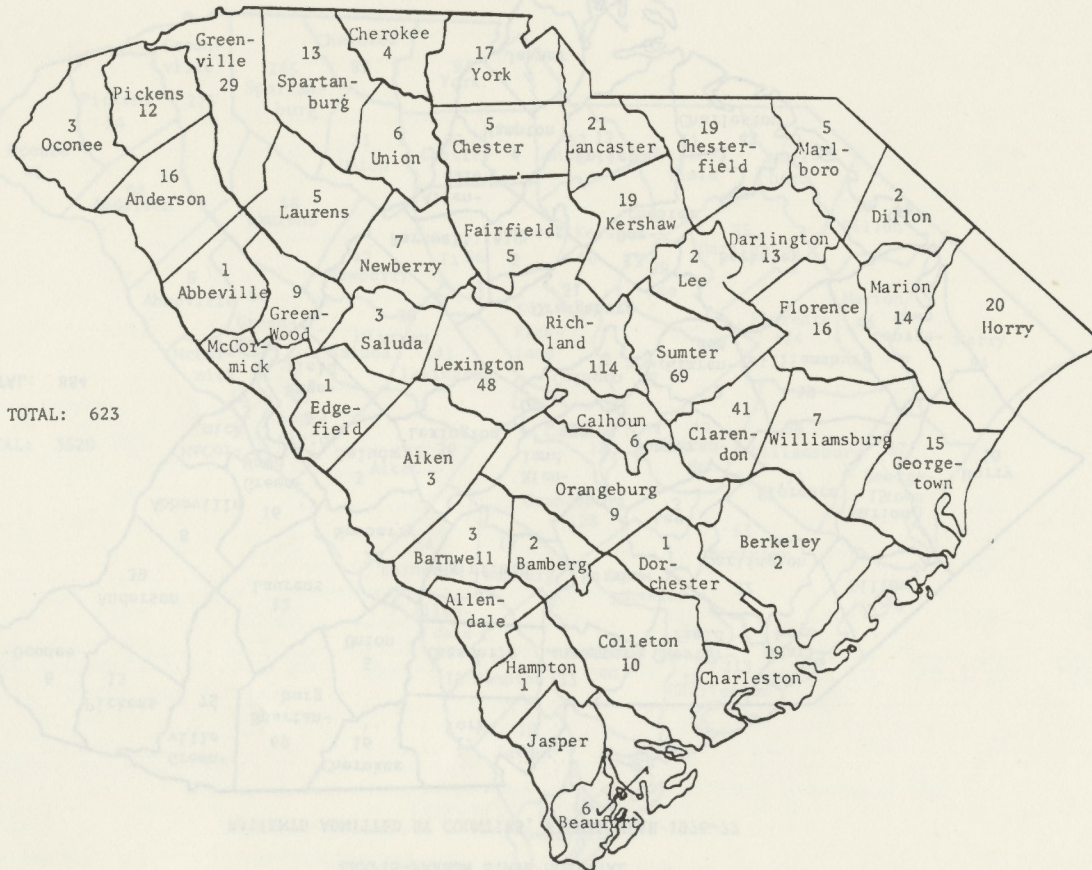 Green-
ville
29
13
Spartan-
burg
Cherokee
4
17
York
Pickens
12
3
Oconee
6
Union
5
Chester
21
Lancaster
19
Chester-
field
5
Marl-
boro
16
Anderson
5
Laurens
2
Dillon
19
Kershaw
Fairfield
5
7
Newberry
Darlington
13
2
Lee
1
Abbeville
9
Green-
Wood
Marion
14
20
Horry
Florence
16
3
Saluda
Rich-
land
114
McCor
mick
Sumter
69
Lexington
48
TOTAL: 623
1
Edge-
field
Calhoun
6
41
Claren-
don
7
Williamsburg
15
George-
town
Aiken
3
Orangeburg
9
3
Barnwell
2
Bamberg
1
Dor-
chester
Berkeley
2
Allen-
dale
Colleton
10
19
Charleston
Hampton
1
Jasper
6
Beaufort